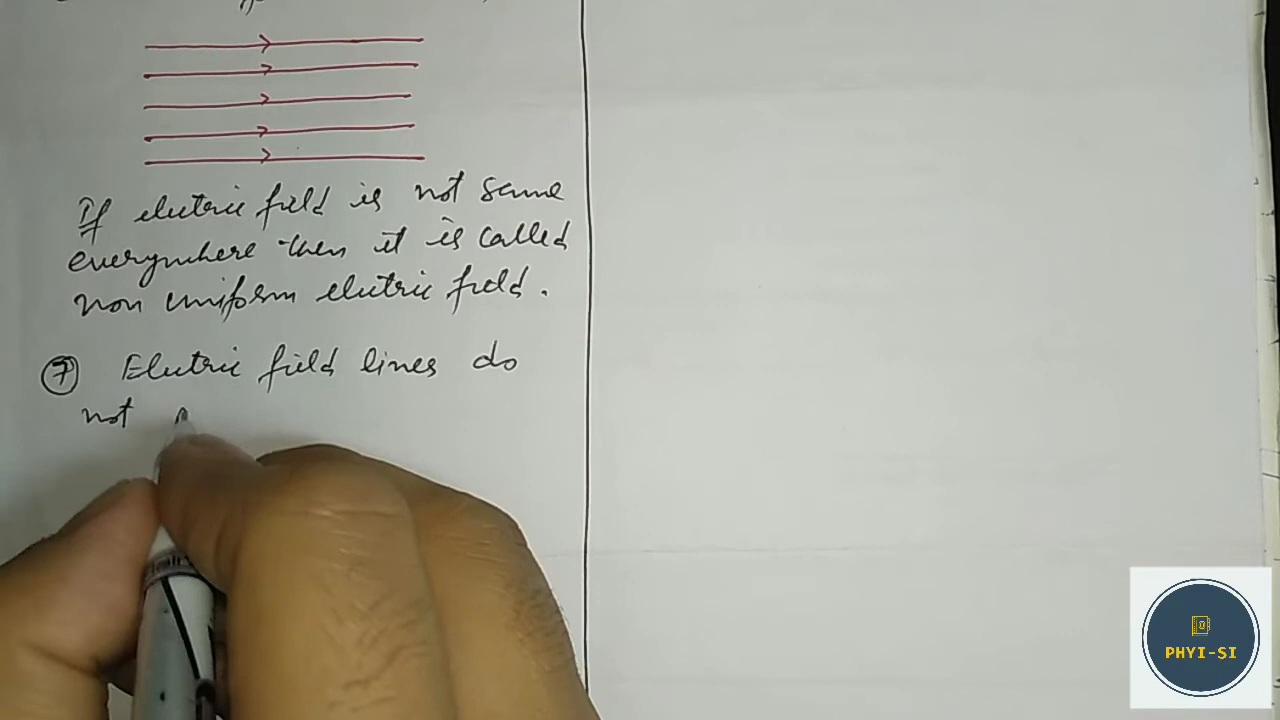 If electric field is not same
everywhere then it is called
non uniform electric field.
7 Electric field lines do
not
PHYI-SI